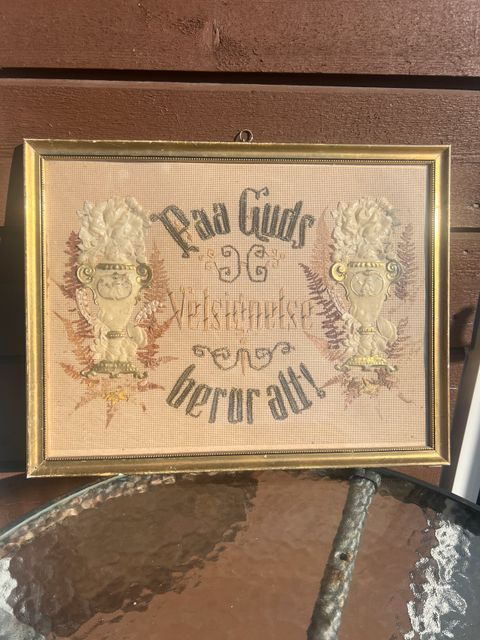 Paa Guds
Velsignelse
beror alt!